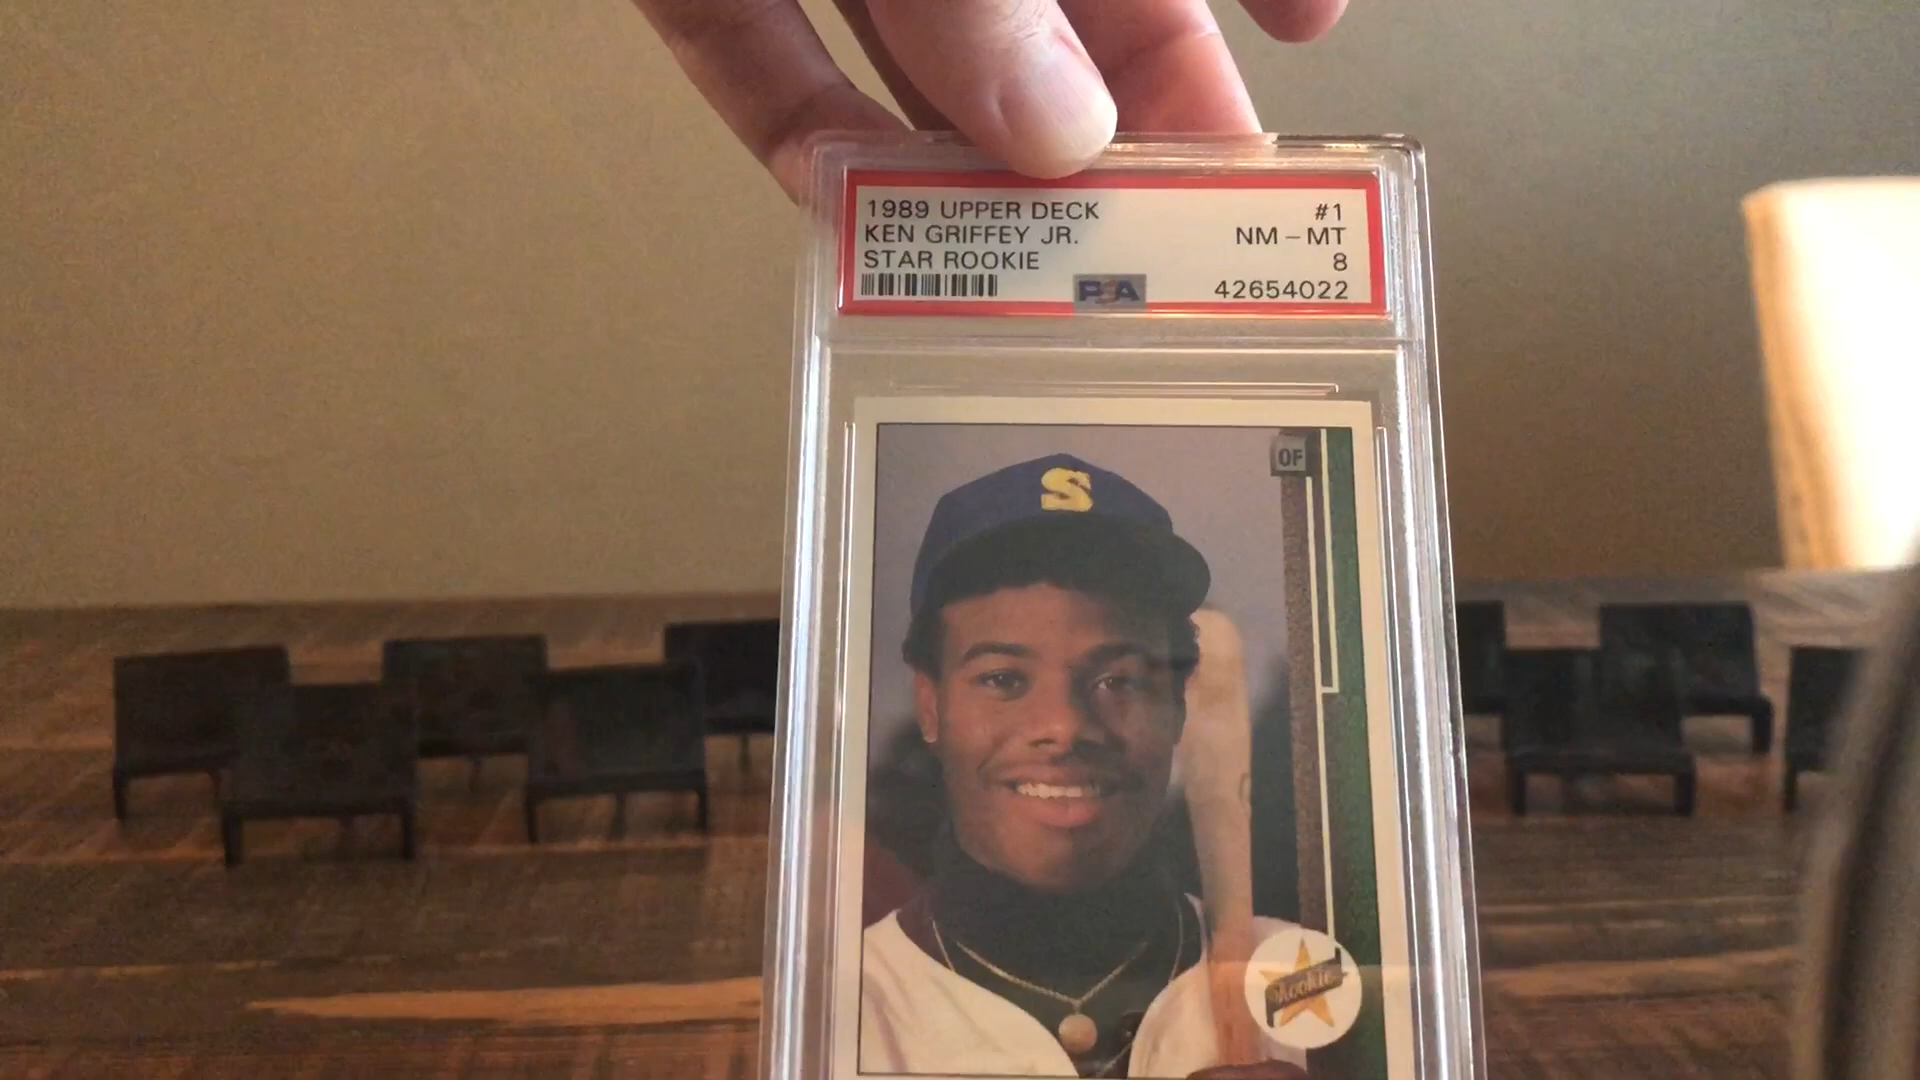 1989 UPPER DECK #1
KEN GRIFFEY JR. NM - MT
STAR ROOKIE 8
PSA 42654022
OF
S
Rookie